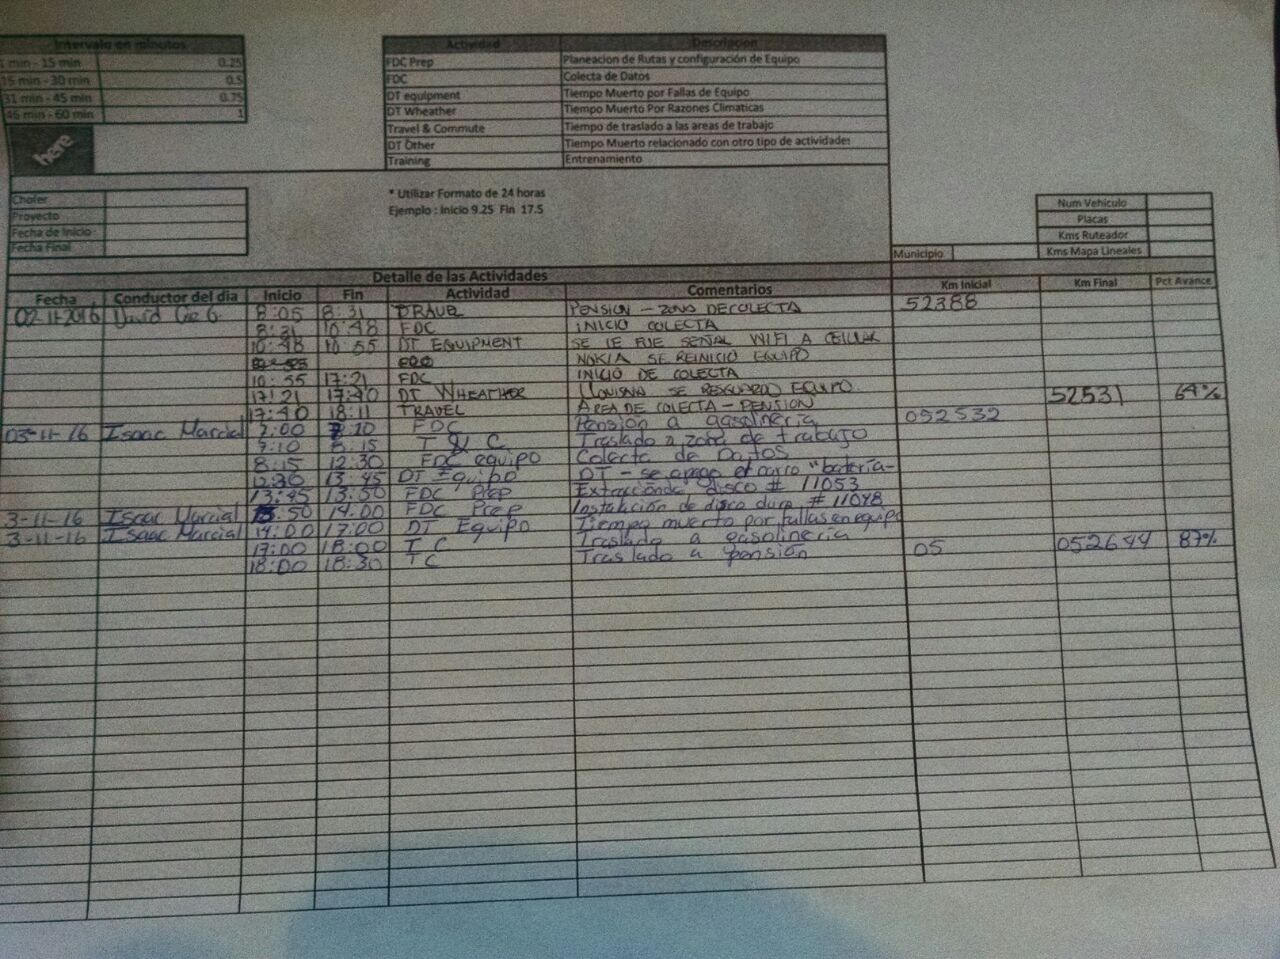 Intervalo en minutos
1 min - 15 min 0.25
15 min - 30 min 0.5
31 min - 45 min 0.75
46 min - 60 min 1
here
Actividad Descripcion
FDC Prep Planeacion de Rutas y configuración de Equipo
FDC Colecta de Datos
DT equipment Tiempo Muerto por Fallas de Equipo
DT Wheather Tiempo Muerto Por Razones Climaticas
Travel & Commute Tiempo de traslado a las areas de trabajo
DT Other Tiempo Muerto relacionado con otro tipo de actividades
Training Entrenamiento
Chofer
Proyecto
Fecha de Inicio
Fecha Final
* Utilizar Formato de 24 horas
Ejemplo : Inicio 9.25 Fin 17.5
Num Vehiculo
Placas
Kms Ruteador
Municipio Kms Mapa Lineales
Detalle de las Actividades
Fecha Conductor del dia Inicio Fin Actividad Comentarios Km Inicial Km Final Pct Avance
02-11-2016 David 8:05 8:31 TRAVEL PENSION - ZONA DE COLECTA 52388
8:31 10:48 FDC INICIO COLECTA
10:48 10:55 DT EQUIPMENT SE LE FUE SEÑAL WIFI A CELULAR
NOKIA SE REINICIO EQUIPO
10:55 17:21 FDC INICIO DE COLECTA
17:21 17:40 DT WHEATHER LLOVISNA SE RESGUARDO EQUIPO 52531 64%
17:40 18:11 TRAVEL AREA DE COLECTA - PENSION
03-11-16 Isaac Marcial 7:00 7:10 FDC Pension a gasolineria 052532
7:10 8:15 T & C Traslado a zona de trabajo
8:15 12:30 FDC equipo Colecta de Datos
12:30 13:45 DT Equipo DT - se apago el carro "bateria-
13:45 13:50 FDC Prep Extracción de disco # 11053
3-11-16 Isaac Marcial 13:50 14:00 FDC Prep Instalación de disco duro # 11048
3-11-16 Isaac Marcial 14:00 17:00 DT Equipo Tiempo muerto por fallas en equipo
17:00 18:00 TC Traslado a gasolineria 05 052644 87%
18:00 18:30 TC Traslado a pensión